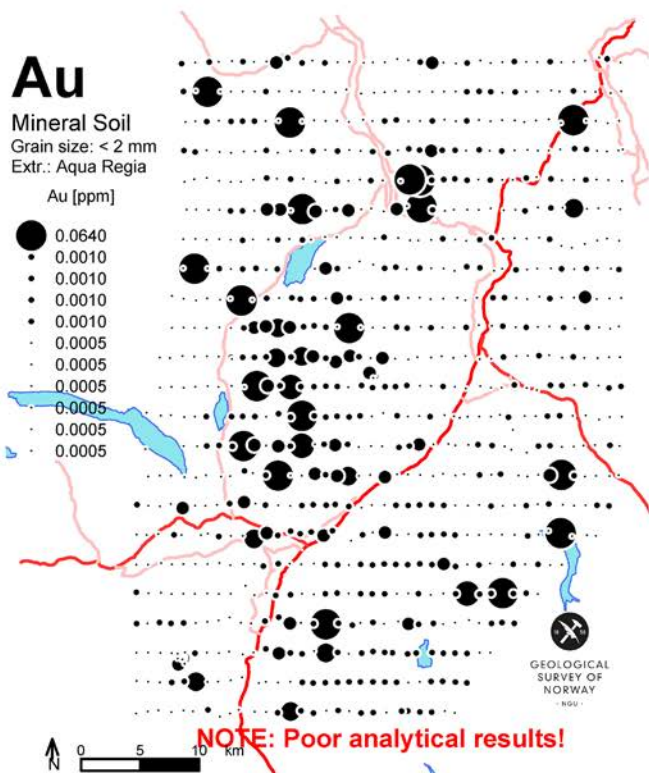 Au
Mineral Soil
Grain size: < 2 mm
Extr.: Aqua Regia
Au [ppm]
0.0640
0.0010
0.0010
0.0010
0.0010
0.0005
0.0005
0.0005
0.0005
0.0005
0.0005
GEOLOGICAL
SURVEY OF
NORWAY
- NGU -
NOTE: Poor analytical results!
N
0 5 10 km